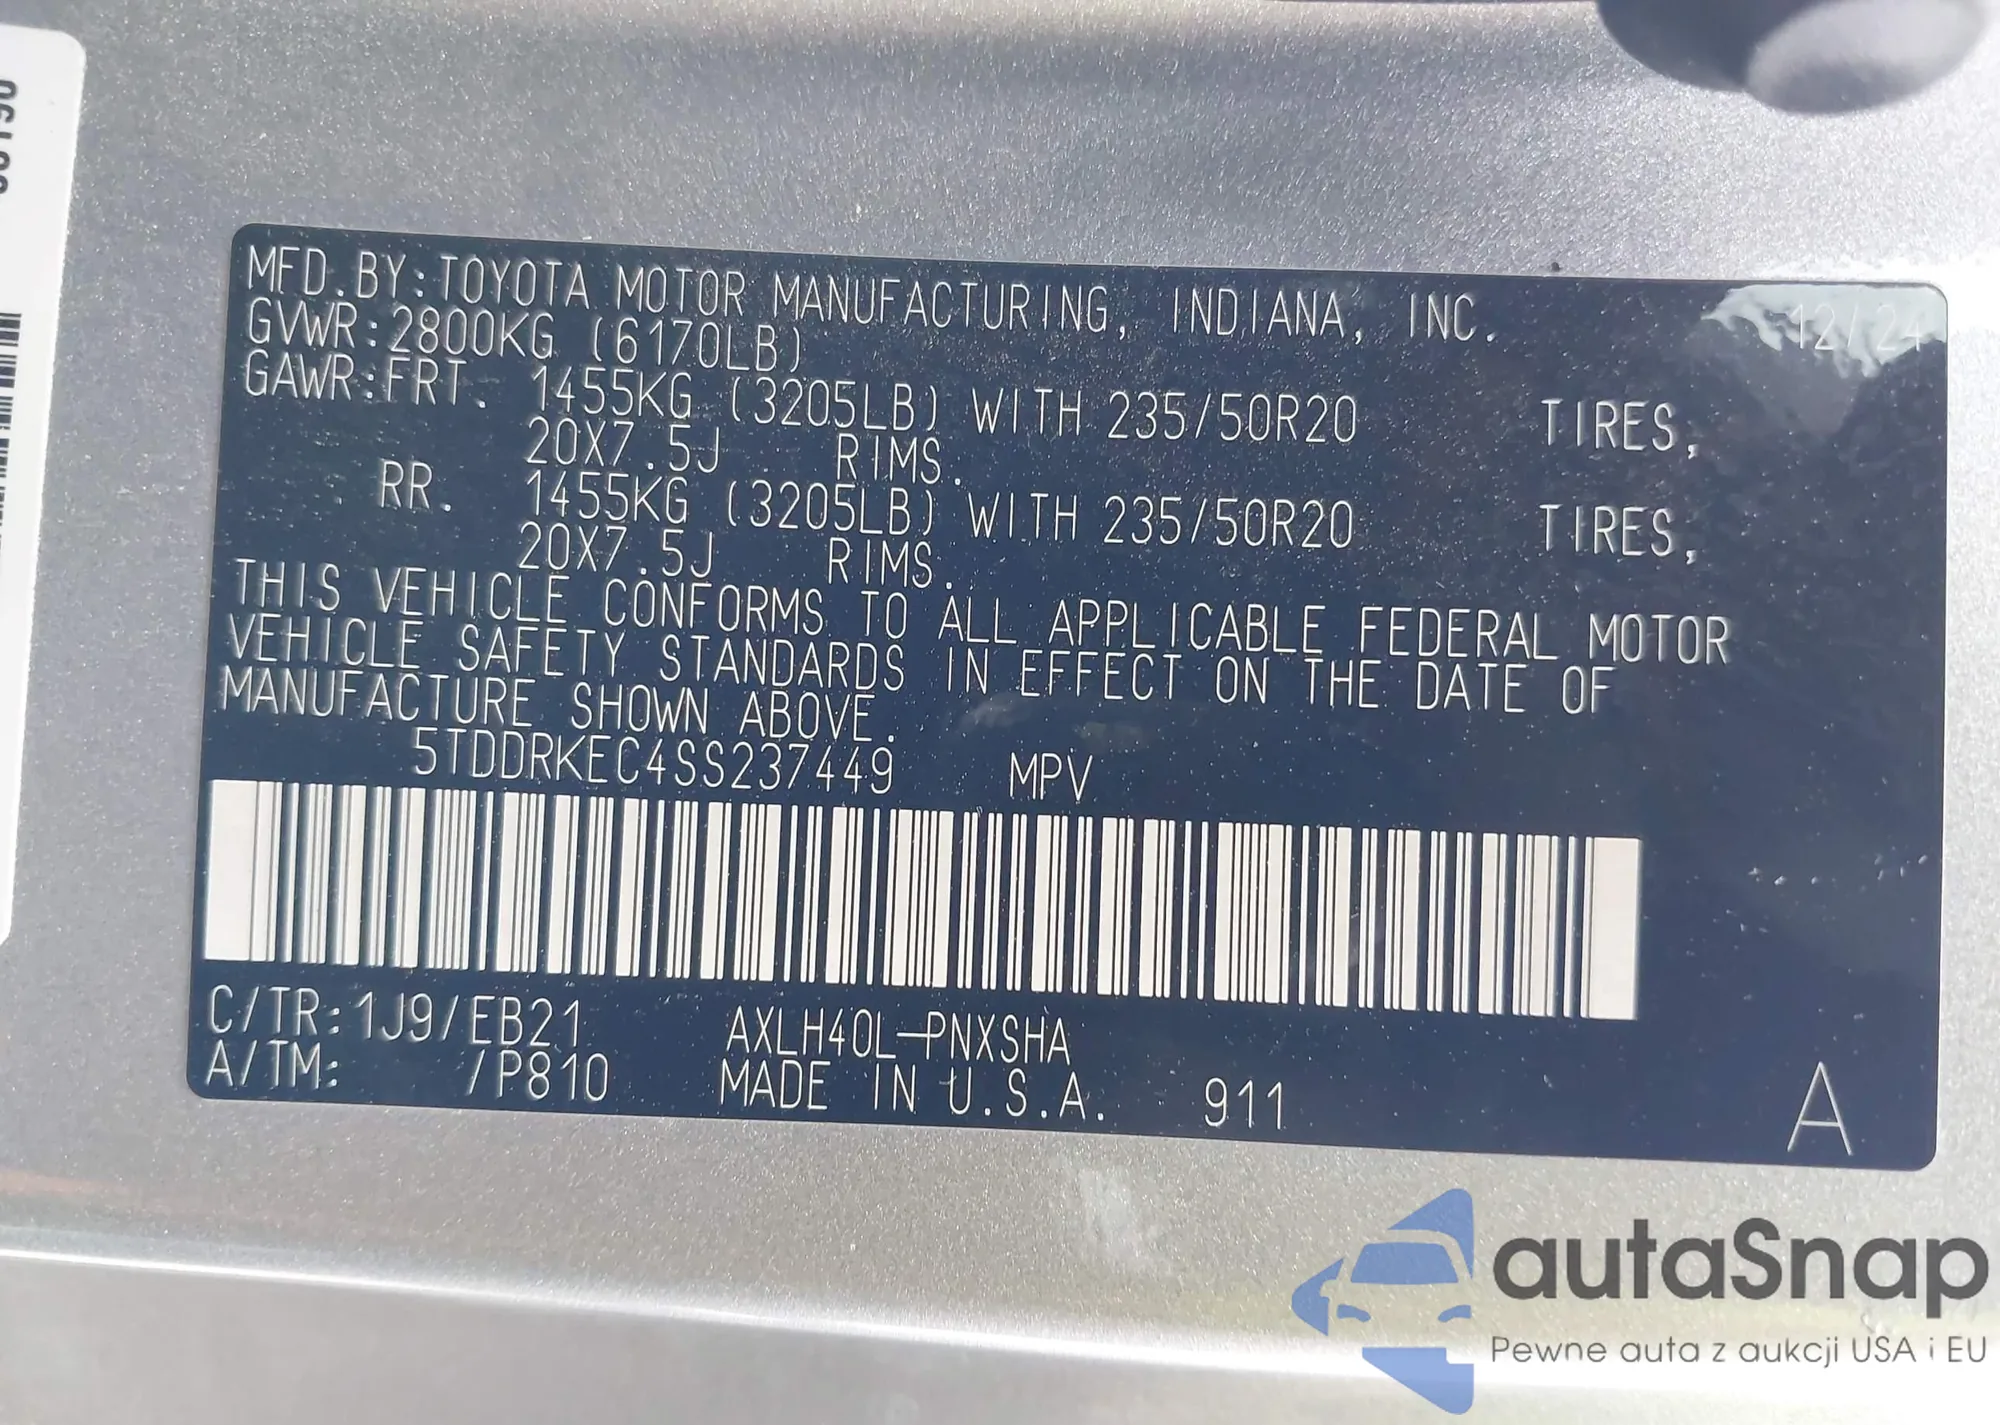 MFD.BY:TOYOTA MOTOR MANUFACTURING, INDIANA, INC. 12/24
GVWR:2800KG (6170LB)
GAWR:FRT. 1455KG (3205LB) WITH 235/50R20 TIRES,
20X7.5J RIMS.
RR. 1455KG (3205LB) WITH 235/50R20 TIRES,
20X7.5J RIMS.
THIS VEHICLE CONFORMS TO ALL APPLICABLE FEDERAL MOTOR
VEHICLE SAFETY STANDARDS IN EFFECT ON THE DATE OF
MANUFACTURE SHOWN ABOVE.
5TDDRKEC4SS237449 MPV
C/TR:1J9/EB21 AXLH40L-PNXSHA
A/TM: /P810 MADE IN U.S.A. 911 A
autaSnap
Pewne auta z aukcji USA i EU